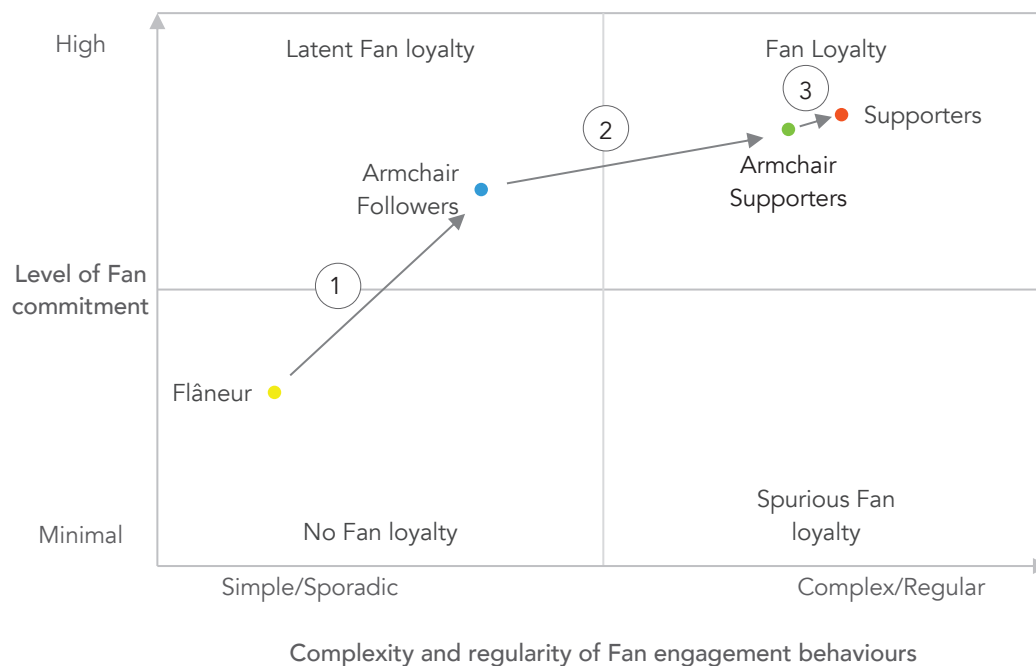 High
Latent Fan loyalty
Fan Loyalty
3
Supporters
2
Armchair
Supporters
Armchair
Followers
Level of Fan
commitment
1
Flâneur
Minimal
No Fan loyalty
Spurious Fan
loyalty
Simple/Sporadic
Complex/Regular
Complexity and regularity of Fan engagement behaviours